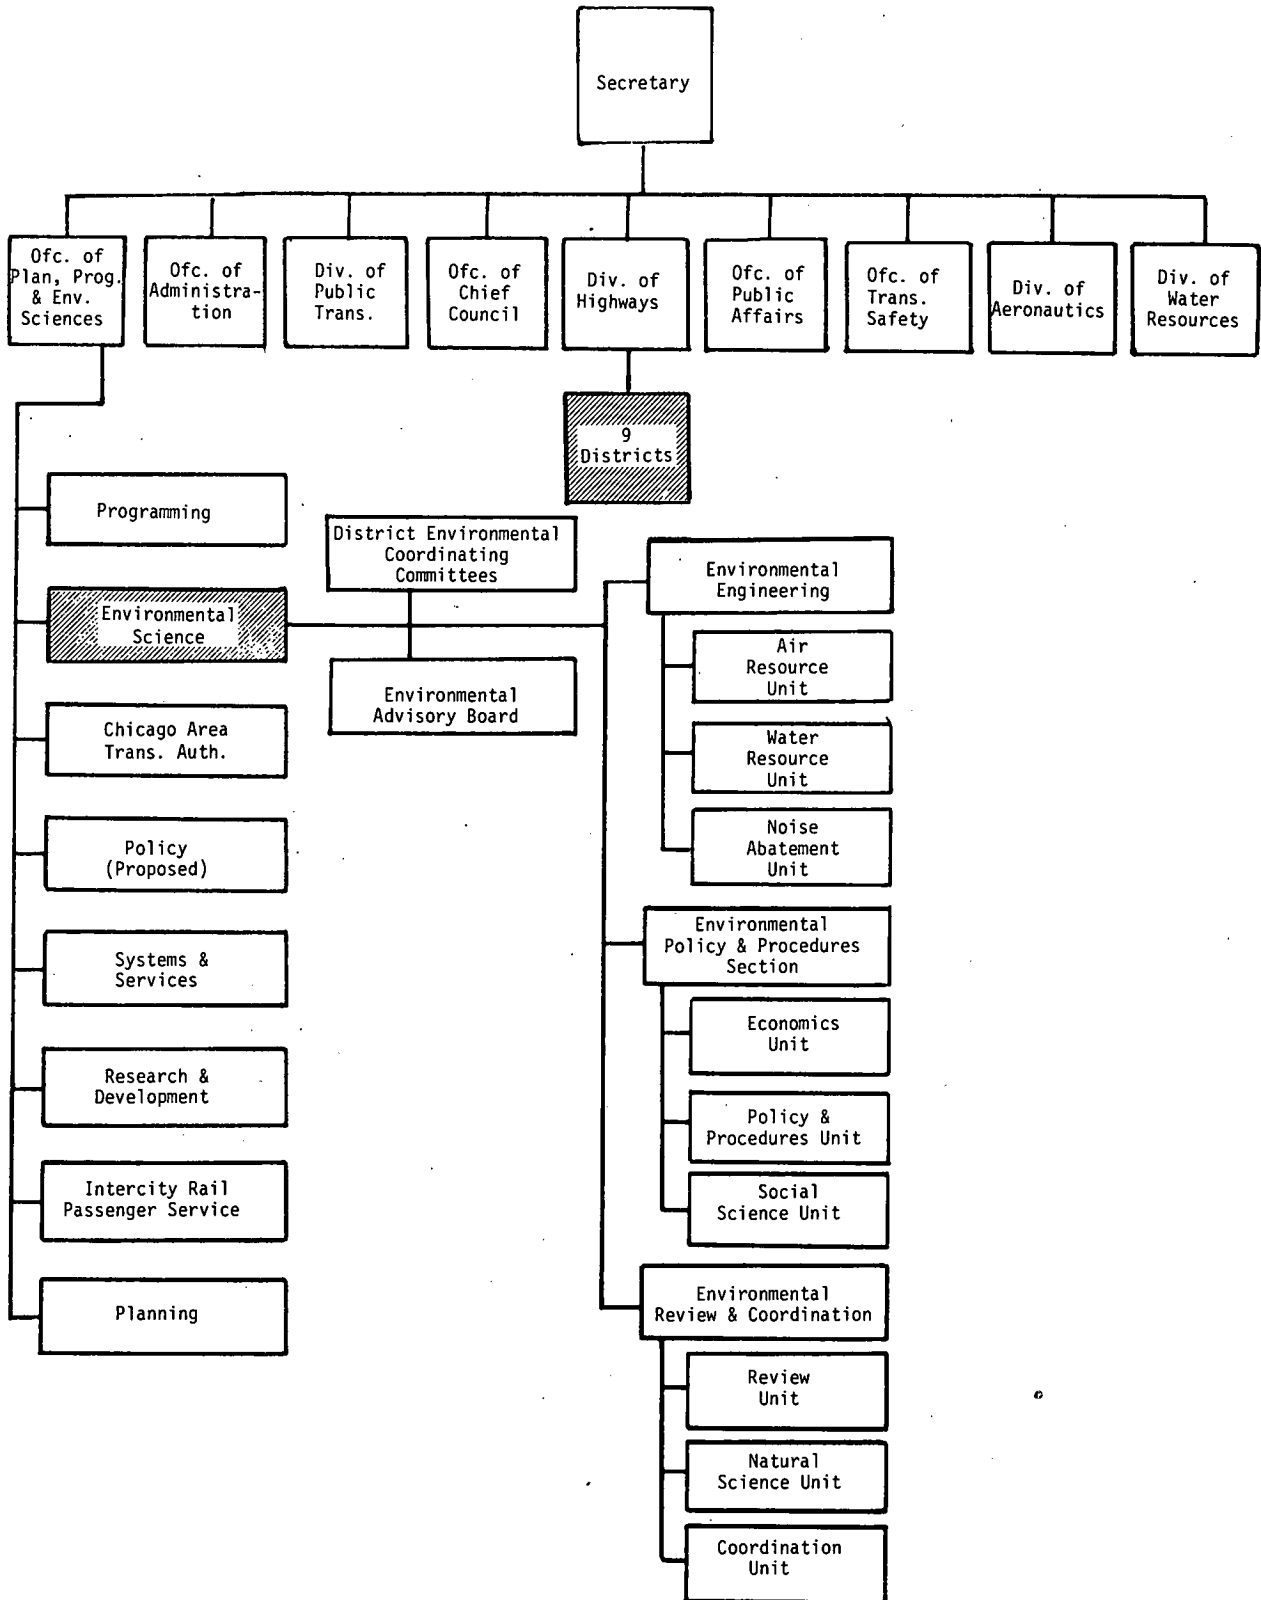 Secretary
Ofc. of
Plan, Prog.
& Env.
Sciences
Ofc. of
Administra-
tion
Div. of
Public
Trans.
Ofc. of
Chief
Council
Div. of
Highways
Ofc. of
Public
Affairs
Ofc. of
Trans.
Safety
Div. of
Aeronautics
Div. of
Water
Resources
9
Districts
Programming
Environmental
Science
Chicago Area
Trans. Auth.
Policy
(Proposed)
Systems &
Services
Research &
Development
Intercity Rail
Passenger Service
Planning
District Environmental
Coordinating
Committees
Environmental
Advisory Board
Environmental
Engineering
Air
Resource
Unit
Water
Resource
Unit
Noise
Abatement
Unit
Environmental
Policy & Procedures
Section
Economics
Unit
Policy &
Procedures Unit
Social
Science Unit
Environmental
Review & Coordination
Review
Unit
Natural
Science Unit
Coordination
Unit